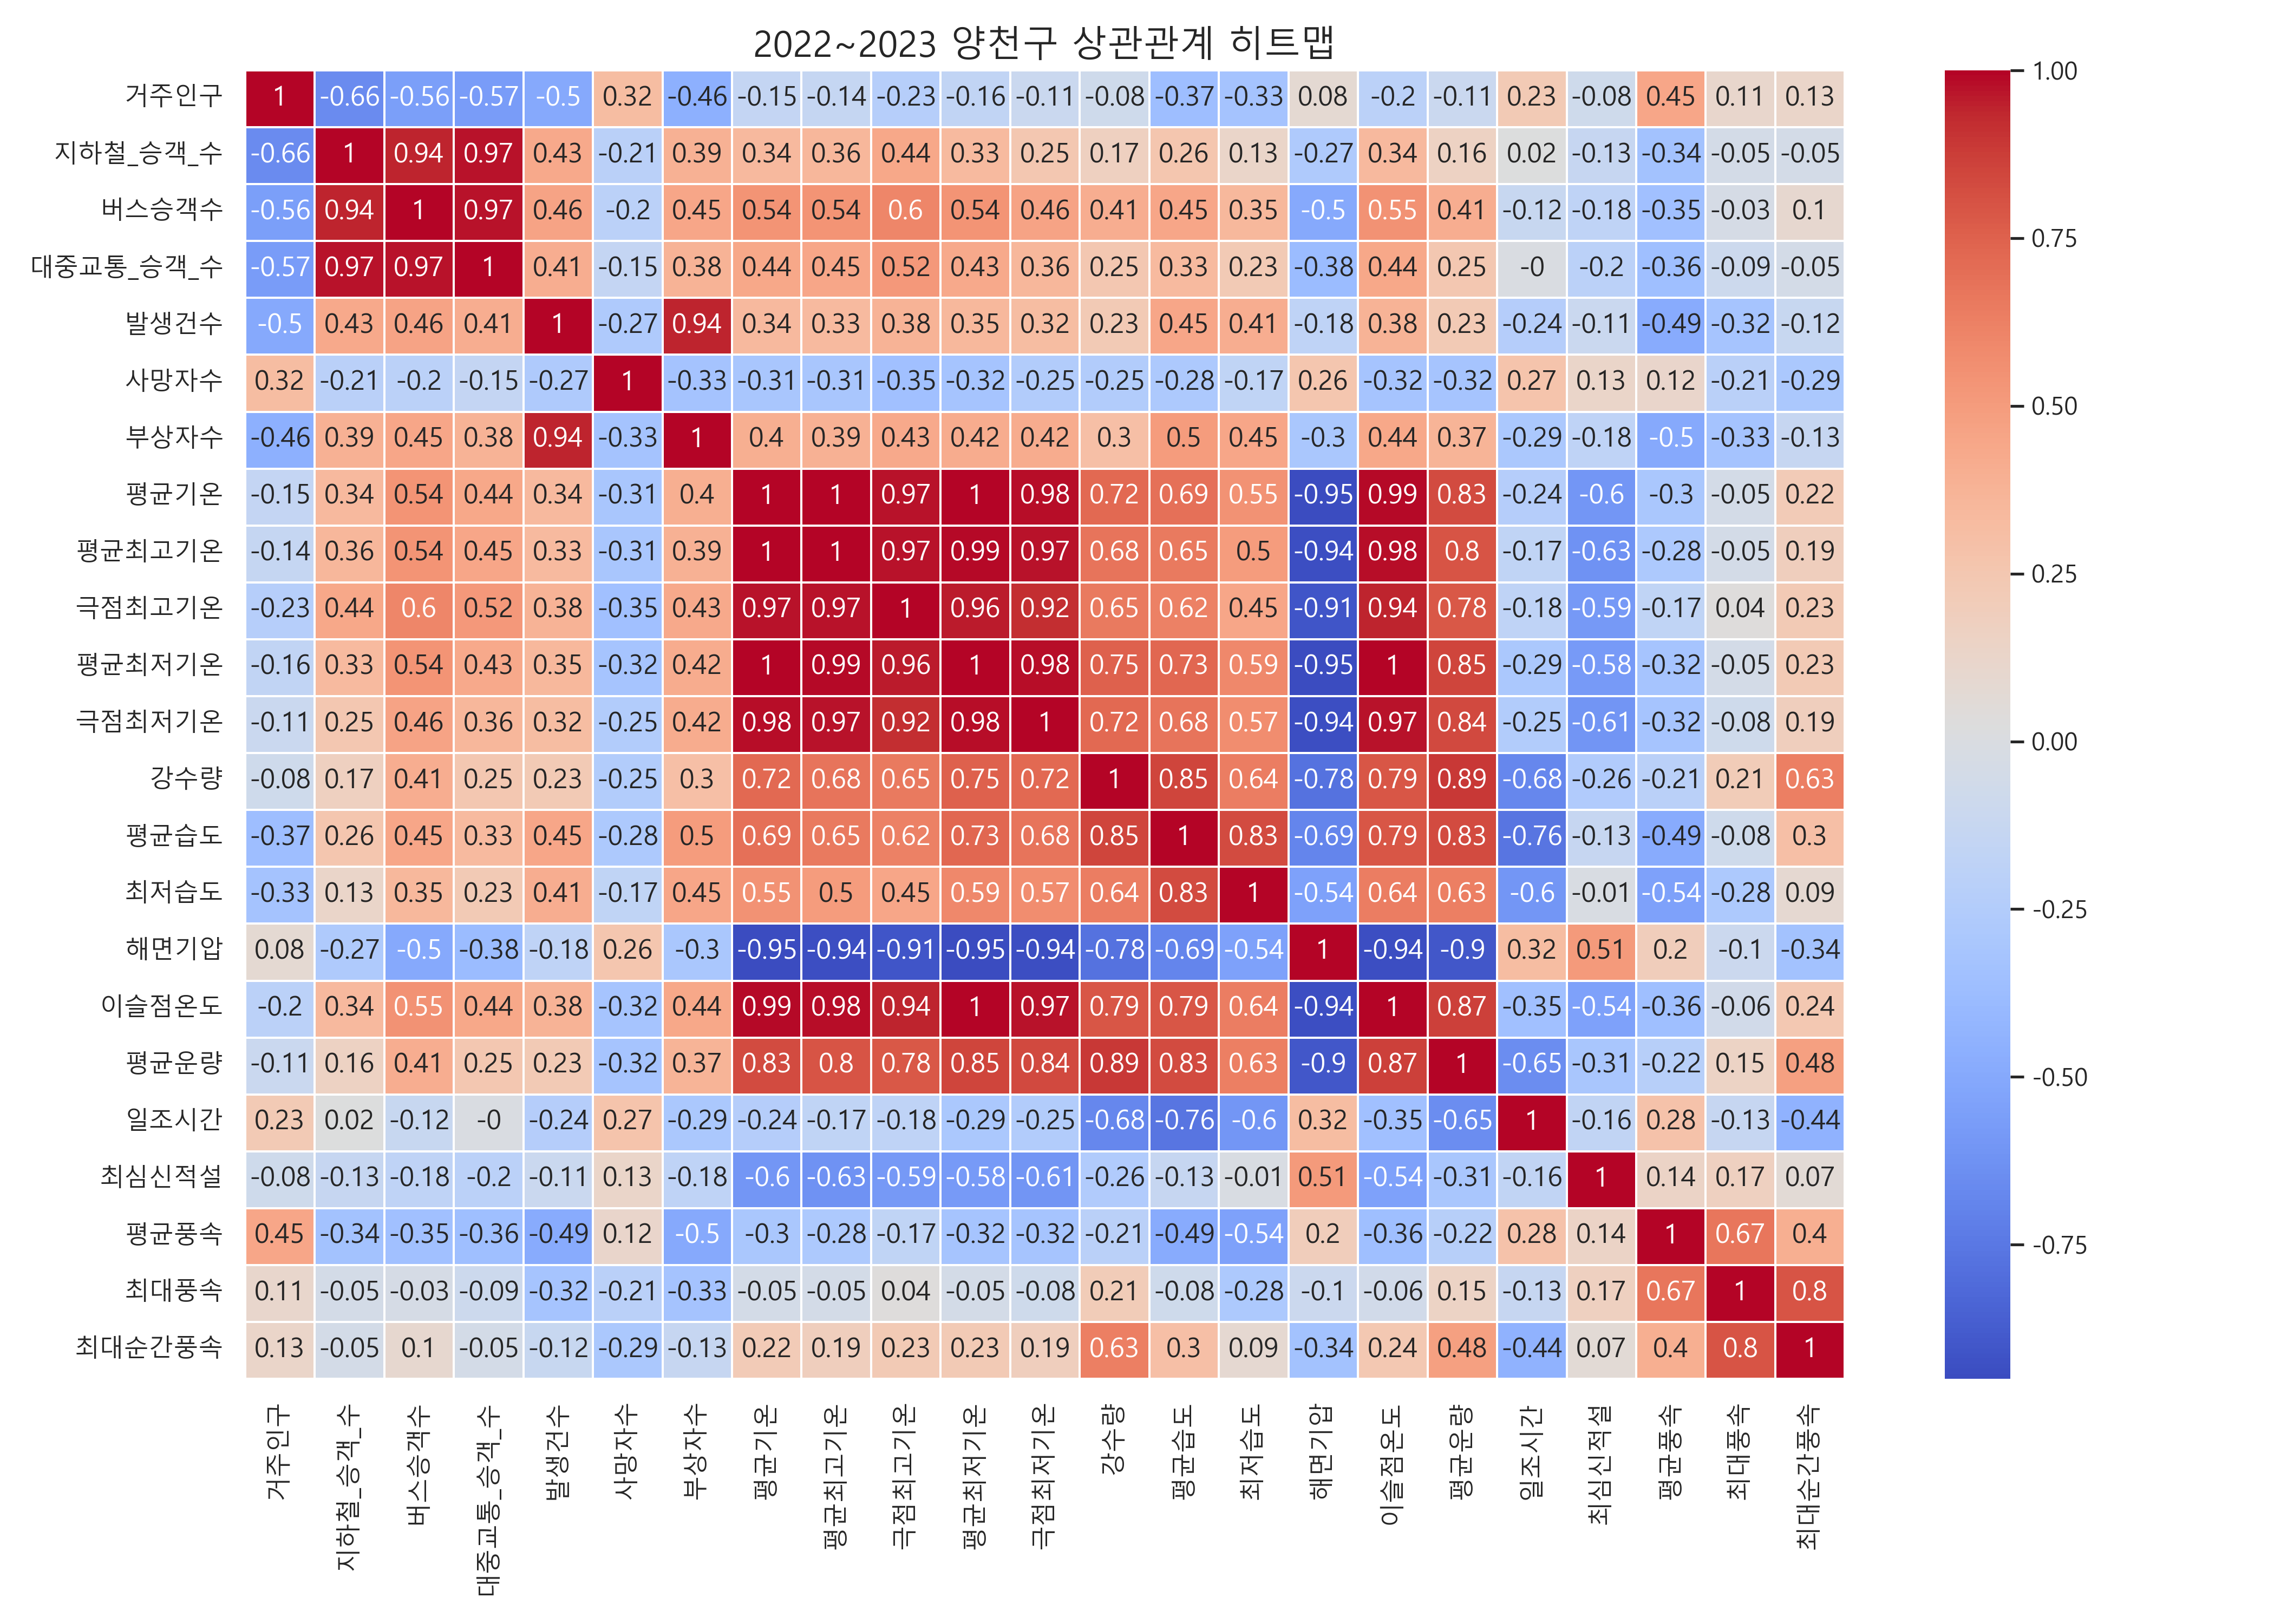 2022~2023 양천구 상관관계 히트맵
거주인구 1 -0.66 -0.56 -0.57 -0.5 0.32 -0.46 -0.15 -0.14 -0.23 -0.16 -0.11 -0.08 -0.37 -0.33 0.08 -0.2 -0.11 0.23 -0.08 0.45 0.11 0.13
지하철_승객_수 -0.66 1 0.94 0.97 0.43 -0.21 0.39 0.34 0.36 0.44 0.33 0.25 0.17 0.26 0.13 -0.27 0.34 0.16 0.02 -0.13 -0.34 -0.05 -0.05
버스승객수 -0.56 0.94 1 0.97 0.46 -0.2 0.45 0.54 0.54 0.6 0.54 0.46 0.41 0.45 0.35 -0.5 0.55 0.41 -0.12 -0.18 -0.35 -0.03 0.1
대중교통_승객_수 -0.57 0.97 0.97 1 0.41 -0.15 0.38 0.44 0.45 0.52 0.43 0.36 0.25 0.33 0.23 -0.38 0.44 0.25 -0 -0.2 -0.36 -0.09 -0.05
발생건수 -0.5 0.43 0.46 0.41 1 -0.27 0.94 0.34 0.33 0.38 0.35 0.32 0.23 0.45 0.41 -0.18 0.38 0.23 -0.24 -0.11 -0.49 -0.32 -0.12
사망자수 0.32 -0.21 -0.2 -0.15 -0.27 1 -0.33 -0.31 -0.31 -0.35 -0.32 -0.25 -0.25 -0.28 -0.17 0.26 -0.32 -0.32 0.27 0.13 0.12 -0.21 -0.29
부상자수 -0.46 0.39 0.45 0.38 0.94 -0.33 1 0.4 0.39 0.43 0.42 0.42 0.3 0.5 0.45 -0.3 0.44 0.37 -0.29 -0.18 -0.5 -0.33 -0.13
평균기온 -0.15 0.34 0.54 0.44 0.34 -0.31 0.4 1 1 0.97 1 0.98 0.72 0.69 0.55 -0.95 0.99 0.83 -0.24 -0.6 -0.3 -0.05 0.22
평균최고기온 -0.14 0.36 0.54 0.45 0.33 -0.31 0.39 1 1 0.97 0.99 0.97 0.68 0.65 0.5 -0.94 0.98 0.8 -0.17 -0.63 -0.28 -0.05 0.19
극점최고기온 -0.23 0.44 0.6 0.52 0.38 -0.35 0.43 0.97 0.97 1 0.96 0.92 0.65 0.62 0.45 -0.91 0.94 0.78 -0.18 -0.59 -0.17 0.04 0.23
평균최저기온 -0.16 0.33 0.54 0.43 0.35 -0.32 0.42 1 0.99 0.96 1 0.98 0.75 0.73 0.59 -0.95 1 0.85 -0.29 -0.58 -0.32 -0.05 0.23
극점최저기온 -0.11 0.25 0.46 0.36 0.32 -0.25 0.42 0.98 0.97 0.92 0.98 1 0.72 0.68 0.57 -0.94 0.97 0.84 -0.25 -0.61 -0.32 -0.08 0.19
강수량 -0.08 0.17 0.41 0.25 0.23 -0.25 0.3 0.72 0.68 0.65 0.75 0.72 1 0.85 0.64 -0.78 0.79 0.89 -0.68 -0.26 -0.21 0.21 0.63
평균습도 -0.37 0.26 0.45 0.33 0.45 -0.28 0.5 0.69 0.65 0.62 0.73 0.68 0.85 1 0.83 -0.69 0.79 0.83 -0.76 -0.13 -0.49 -0.08 0.3
최저습도 -0.33 0.13 0.35 0.23 0.41 -0.17 0.45 0.55 0.5 0.45 0.59 0.57 0.64 0.83 1 -0.54 0.64 0.63 -0.6 -0.01 -0.54 -0.28 0.09
해면기압 0.08 -0.27 -0.5 -0.38 -0.18 0.26 -0.3 -0.95 -0.94 -0.91 -0.95 -0.94 -0.78 -0.69 -0.54 1 -0.94 -0.9 0.32 0.51 0.2 -0.1 -0.34
이슬점온도 -0.2 0.34 0.55 0.44 0.38 -0.32 0.44 0.99 0.98 0.94 1 0.97 0.79 0.79 0.64 -0.94 1 0.87 -0.35 -0.54 -0.36 -0.06 0.24
평균운량 -0.11 0.16 0.41 0.25 0.23 -0.32 0.37 0.83 0.8 0.78 0.85 0.84 0.89 0.83 0.63 -0.9 0.87 1 -0.65 -0.31 -0.22 0.15 0.48
일조시간 0.23 0.02 -0.12 -0 -0.24 0.27 -0.29 -0.24 -0.17 -0.18 -0.29 -0.25 -0.68 -0.76 -0.6 0.32 -0.35 -0.65 1 -0.16 0.28 -0.13 -0.44
최심신적설 -0.08 -0.13 -0.18 -0.2 -0.11 0.13 -0.18 -0.6 -0.63 -0.59 -0.58 -0.61 -0.26 -0.13 -0.01 0.51 -0.54 -0.31 -0.16 1 0.14 0.17 0.07
평균풍속 0.45 -0.34 -0.35 -0.36 -0.49 0.12 -0.5 -0.3 -0.28 -0.17 -0.32 -0.32 -0.21 -0.49 -0.54 0.2 -0.36 -0.22 0.28 0.14 1 0.67 0.4
최대풍속 0.11 -0.05 -0.03 -0.09 -0.32 -0.21 -0.33 -0.05 -0.05 0.04 -0.05 -0.08 0.21 -0.08 -0.28 -0.1 -0.06 0.15 -0.13 0.17 0.67 1 0.8
최대순간풍속 0.13 -0.05 0.1 -0.05 -0.12 -0.29 -0.13 0.22 0.19 0.23 0.23 0.19 0.63 0.3 0.09 -0.34 0.24 0.48 -0.44 0.07 0.4 0.8 1
거주인구
지하철_승객_수
버스승객수
대중교통_승객_수
발생건수
사망자수
부상자수
평균기온
평균최고기온
극점최고기온
평균최저기온
극점최저기온
강수량
평균습도
최저습도
해면기압
이슬점온도
평균운량
일조시간
최심신적설
평균풍속
최대풍속
최대순간풍속
1.00
0.75
0.50
0.25
0.00
-0.25
-0.50
-0.75